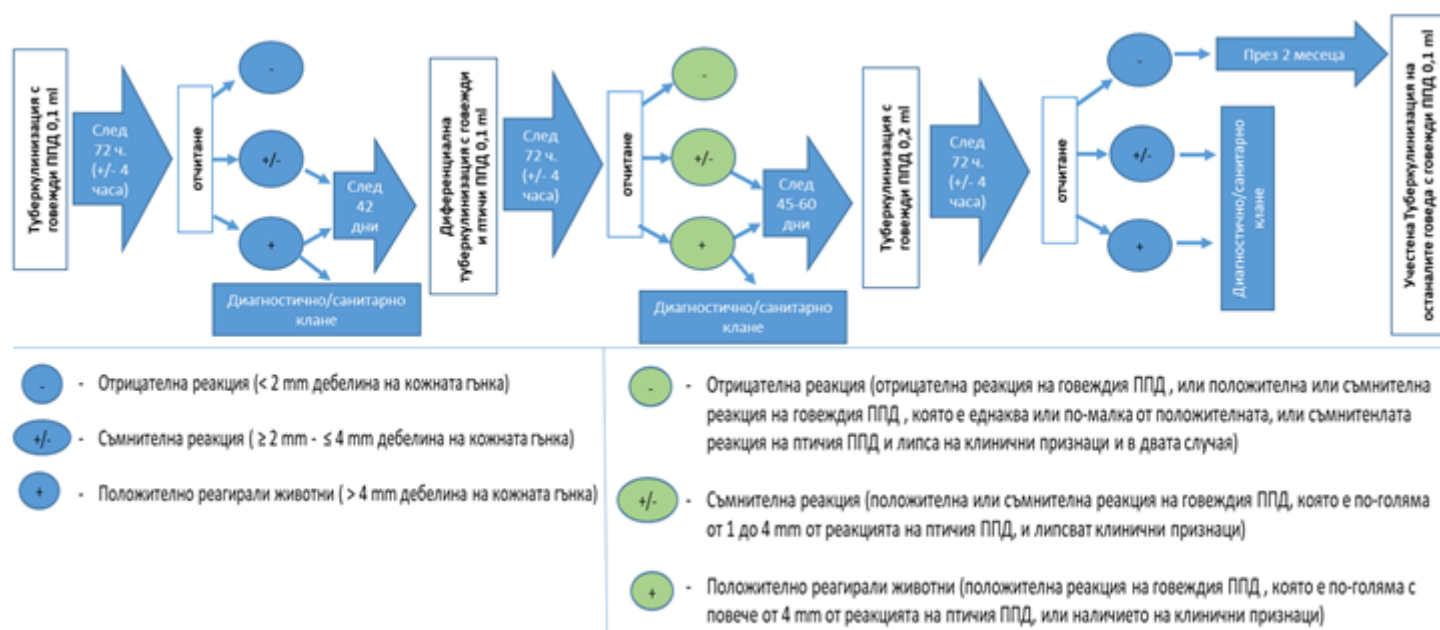 Туберкулинизация с
говежди ППД 0,1 ml
След
72 ч.
(+/- 4
часа)
отчитане
-
+/-
+
След
42
дни
Диагностично/санитарно
клане
Диференциална
туберкулинизация с говежди
и птичи ППД 0,1 ml
След
72 ч.
(+/- 4
часа)
отчитане
-
+/-
+
След
45-60
дни
Диагностично/санитарно
клане
Туберкулинизация с
говежди ППД 0,2 ml
След
72 ч.
(+/- 4
часа)
отчитане
-
+/-
+
През 2 месеца
Диагностично/санитарно
клане
Учестена Туберкулинизация на
останалите говеда с говежди ППД 0,1 ml
- - Отрицателна реакция (< 2 mm дебелина на кожната гънка)
+/- - Съмнителна реакция ( ≥ 2 mm - ≤ 4 mm дебелина на кожната гънка)
+ - Положително реагирали животни ( > 4 mm дебелина на кожната гънка)
- - Отрицателна реакция (отрицателна реакция на говеждия ППД , или положителна или съмнителна
реакция на говеждия ППД , която е еднаква или по-малка от положителната, или съмнитенлата
реакция на птичия ППД и липса на клинични признаци и в двата случая)
+/- - Съмнителна реакция (положителна или съмнителна реакция на говеждия ППД, която е по-голяма
от 1 до 4 mm от реакцията на птичия ППД, и липсват клинични признаци)
+ - Положително реагирали животни (положителна реакция на говеждия ППД , която е по-голяма с
повече от 4 mm от реакцията на птичия ППД, или наличието на клинични признаци)